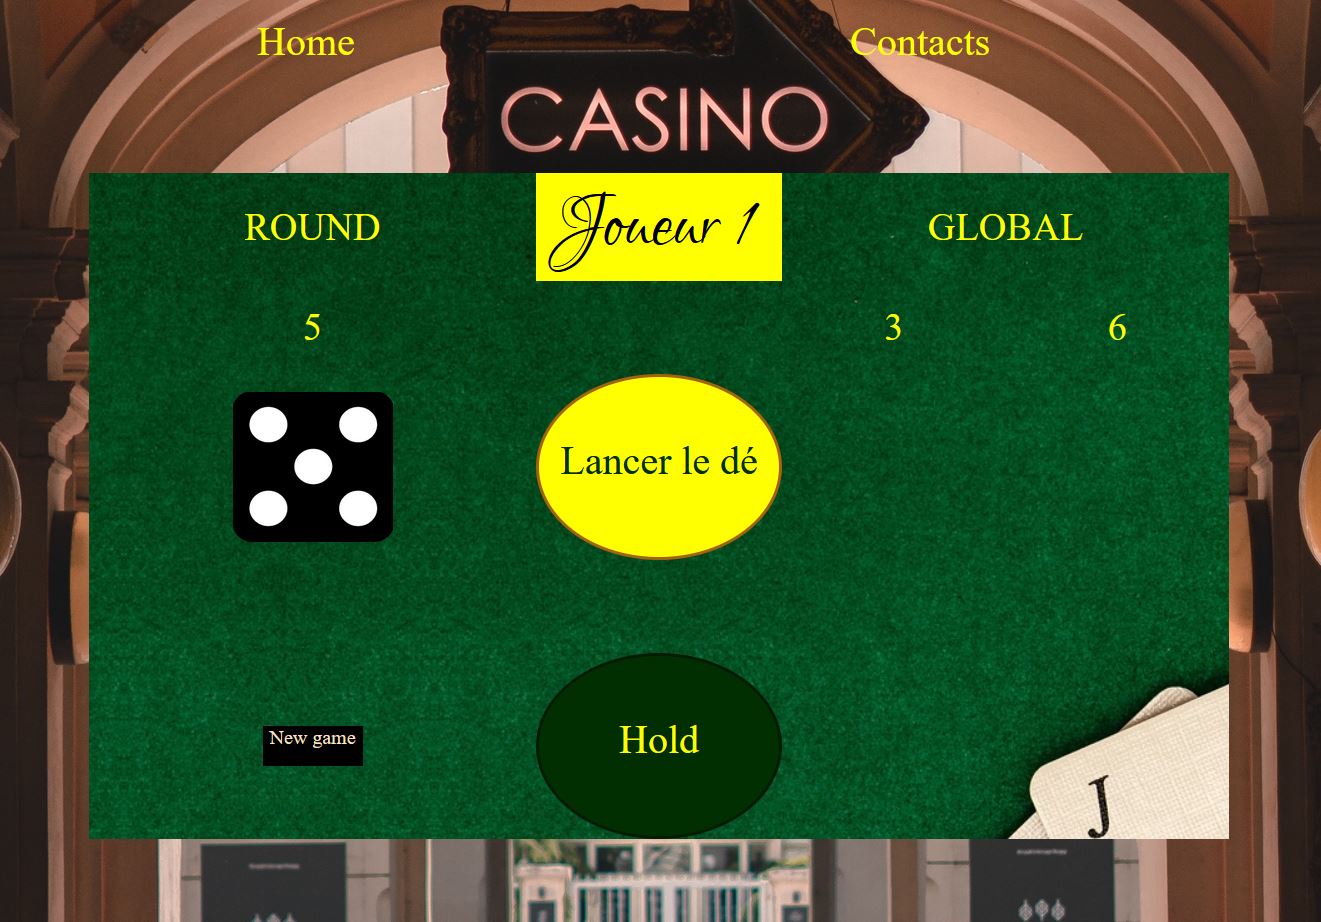 Home
Contacts
CASINO
ROUND
Joueur 1
GLOBAL
5
3
6
Lancer le dé
New game
Hold
J